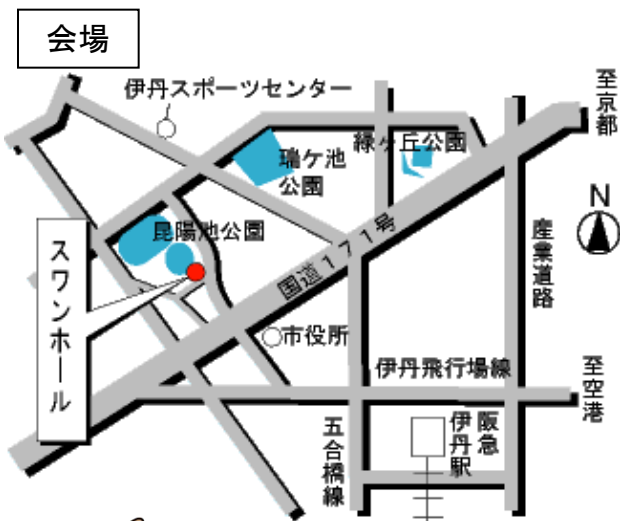 会場
伊丹スポーツセンター
至京都
緑ヶ丘公園
瑞ケ池
公園
N
昆陽池公園
国道171号
産業道路
スワンホール
市役所
伊丹飛行場線
至空港
五合橋線
阪急
伊丹駅